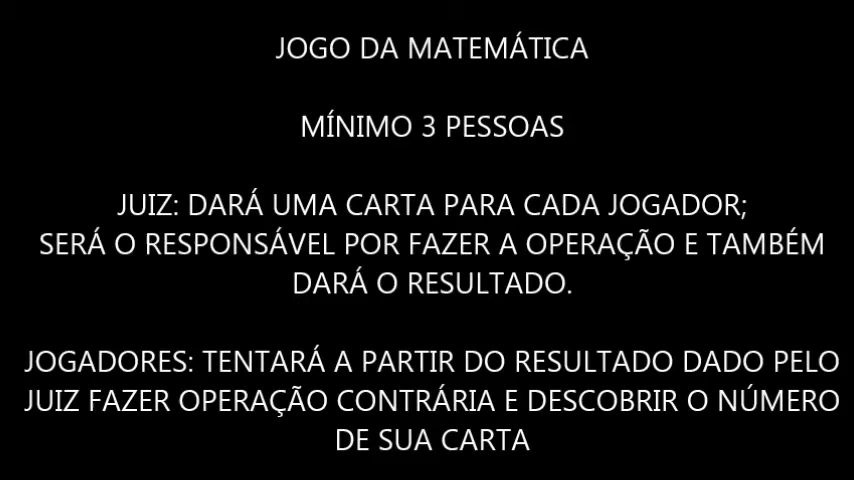 JOGO DA MATEMÁTICA
MÍNIMO 3 PESSOAS
JUIZ: DARÁ UMA CARTA PARA CADA JOGADOR;
SERÁ O RESPONSÁVEL POR FAZER A OPERAÇÃO E TAMBÉM
DARÁ O RESULTADO.
JOGADORES: TENTARÁ A PARTIR DO RESULTADO DADO PELO
JUIZ FAZER OPERAÇÃO CONTRÁRIA E DESCOBRIR O NÚMERO
DE SUA CARTA